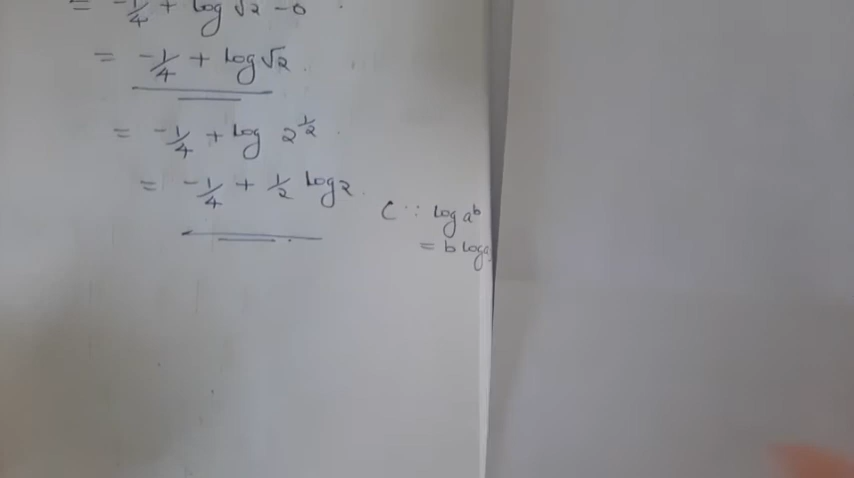 = -1/4 + log √2 - 0
= -1/4 + log √2
= -1/4 + log 2^1/2
= -1/4 + 1/2 log 2
(∵ log a^b
= b log a